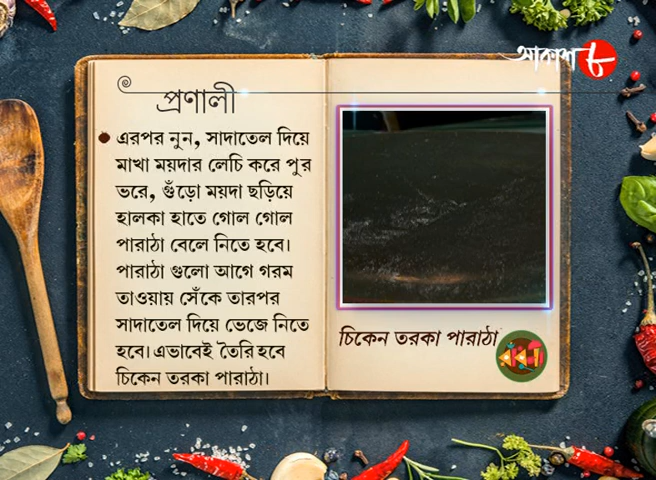 আকাশ ৮
প্রণালী
এরপর নুন, সাদাতেল দিয়ে
মাখা ময়দার লেচি করে পুর
ভরে, গুঁড়ো ময়দা ছড়িয়ে
হালকা হাতে গোল গোল
পারাঠা বেলে নিতে হবে।
পারাঠা গুলো আগে গরম
তাওয়ায় সেঁকে তারপর
সাদাতেল দিয়ে ভেজে নিতে
হবে। এভাবেই তৈরি হবে
চিকেন তরকা পারাঠা।
চিকেন তরকা পারাঠা